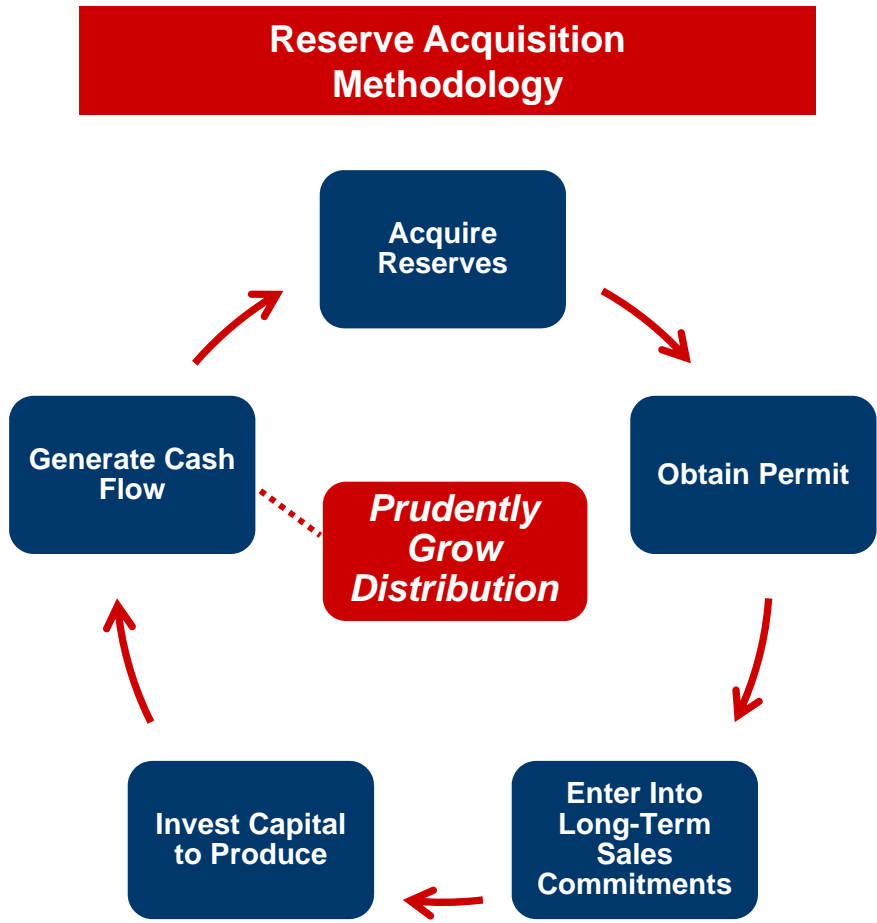 Reserve Acquisition
Methodology
Acquire
Reserves
Generate Cash
Flow
Obtain Permit
Prudently
Grow
Distribution
Invest Capital
to Produce
Enter Into
Long-Term
Sales
Commitments